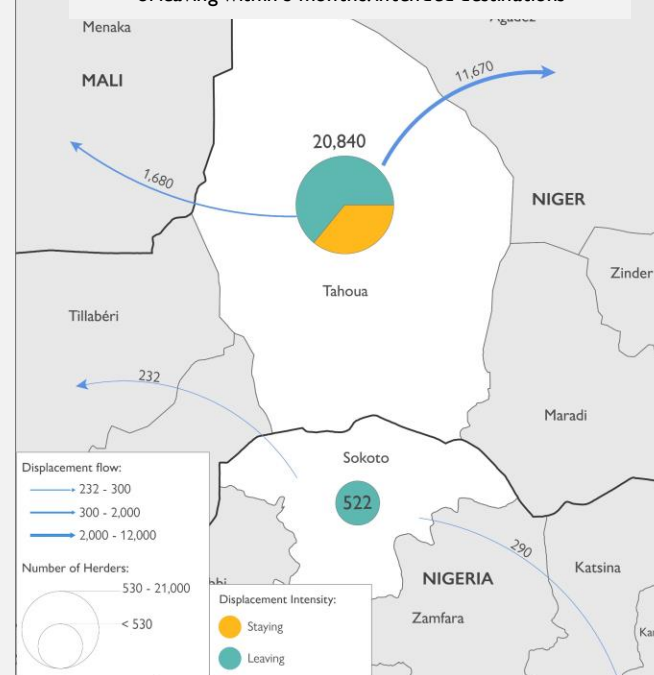 Menaka
MALI
11,670
20,840
1,680
NIGER
Zinder
Tahoua
Tillabéri
232
Maradi
Sokoto
522
290
Katsina
NIGERIA
Zamfara
Displacement flow:
232 - 300
300 - 2,000
2,000 - 12,000
Number of Herders:
530 - 21,000
< 530
Displacement Intensity:
Staying
Leaving